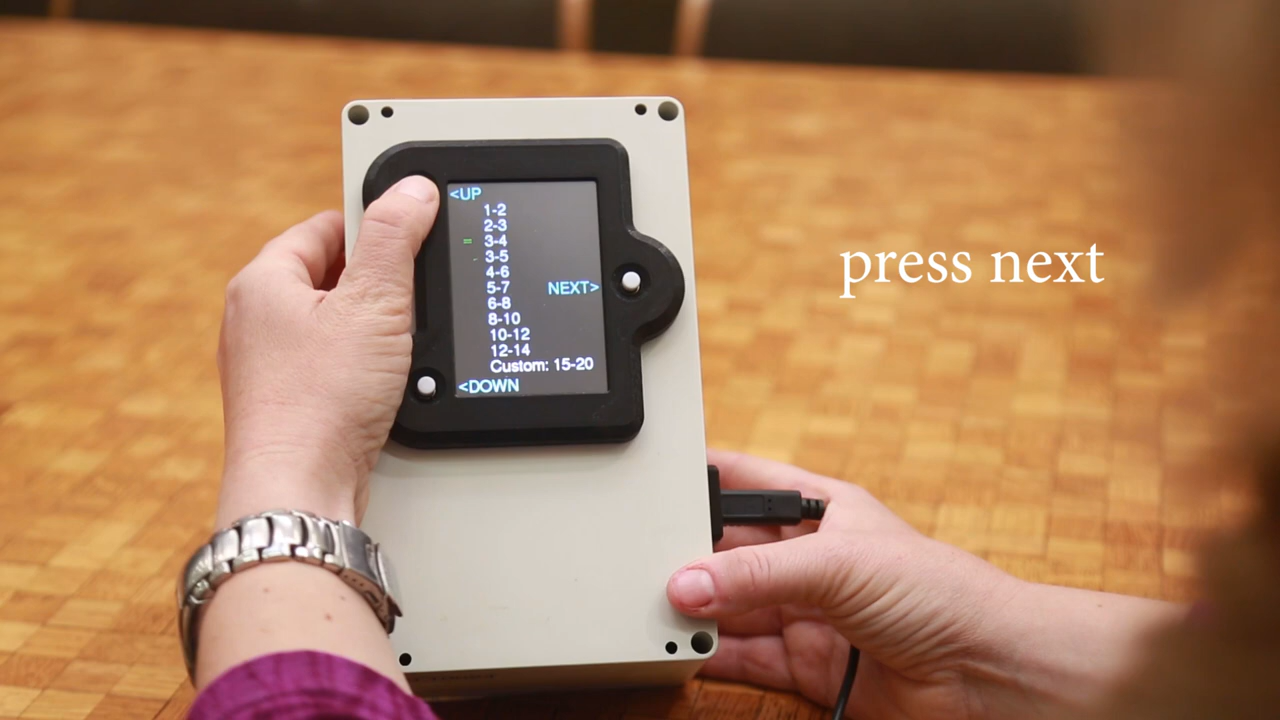 <UP
1-2
2-3
= 3-4
3-5
4-6
5-7
NEXT>
6-8
8-10
10-12
12-14
Custom: 15-20
<DOWN
press next